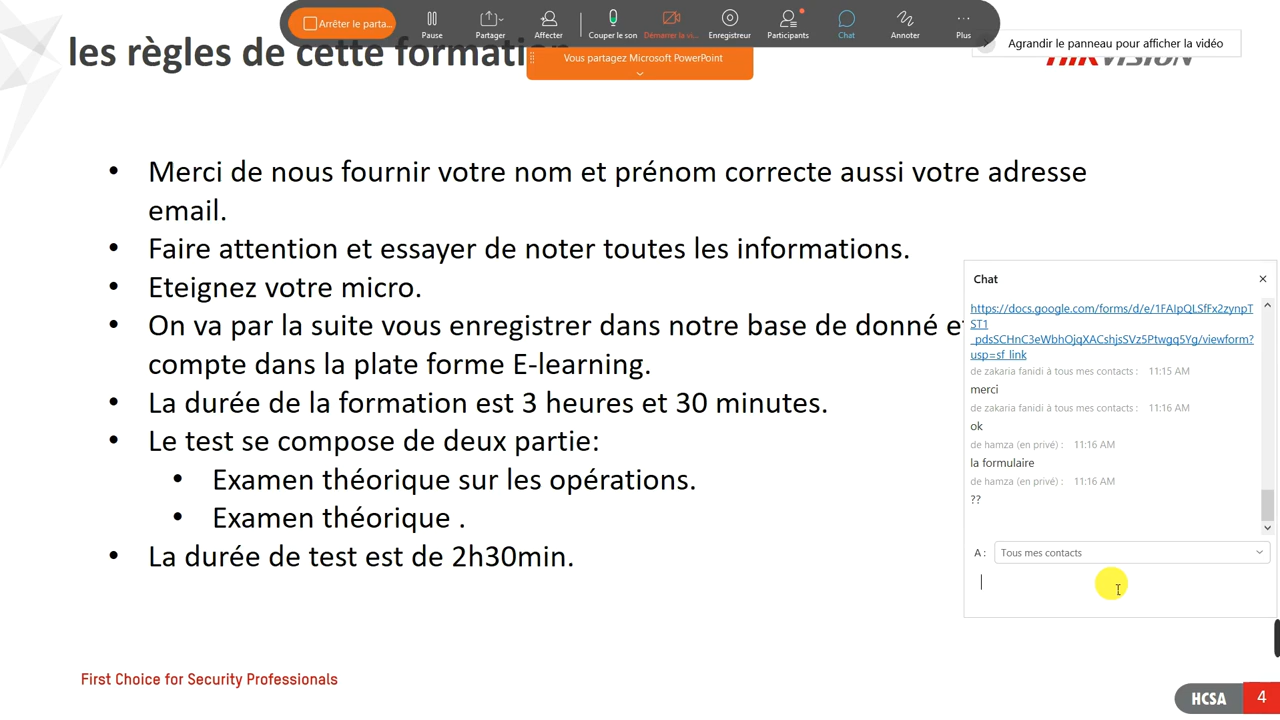 Arrêter le parta...
Pause
Partager
Affecter
Couper le son
Démarrer la vi...
Enregistreur
Participants
Chat
Annoter
Plus
Vous partagez Microsoft PowerPoint
Agrandir le panneau pour afficher la vidéo
les règles de cette formation
HIKVISION
• Merci de nous fournir votre nom et prénom correcte aussi votre adresse
email.
• Faire attention et essayer de noter toutes les informations.
• Eteignez votre micro.
• On va par la suite vous enregistrer dans notre base de donné et
compte dans la plate forme E-learning.
• La durée de la formation est 3 heures et 30 minutes.
• Le test se compose de deux partie:
• Examen théorique sur les opérations.
• Examen théorique .
• La durée de test est de 2h30min.
Chat
https://docs.google.com/forms/d/e/1FAIpQLSfFx2zynpT
ST1
_pdsSCHnC3eWbhOjqXACshjsSVz5Ptwgq5Yg/viewform?
usp=sf_link
de zakaria fanidi à tous mes contacts : 11:15 AM
merci
de zakaria fanidi à tous mes contacts : 11:16 AM
ok
de hamza (en privé) : 11:16 AM
la formulaire
de hamza (en privé) : 11:16 AM
??
A : Tous mes contacts
First Choice for Security Professionals
HCSA 4